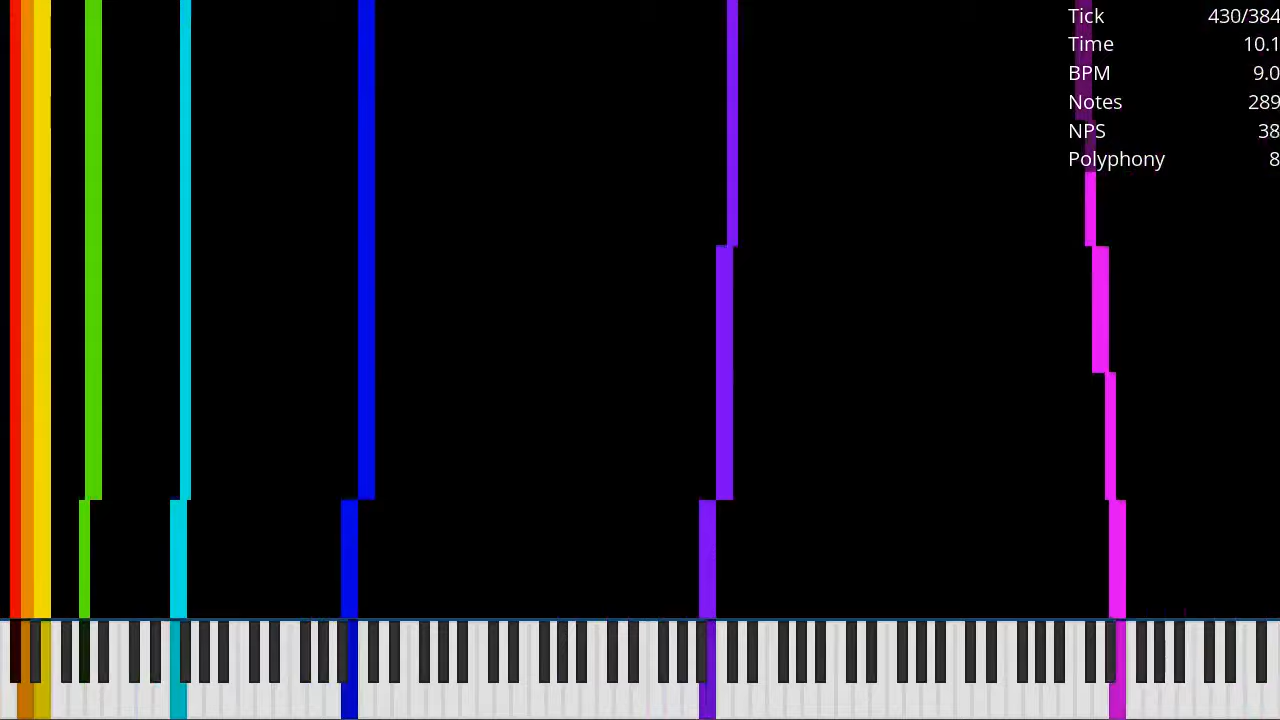 Tick 430/384
Time 10.1
BPM 9.0
Notes 289
NPS 38
Polyphony 8